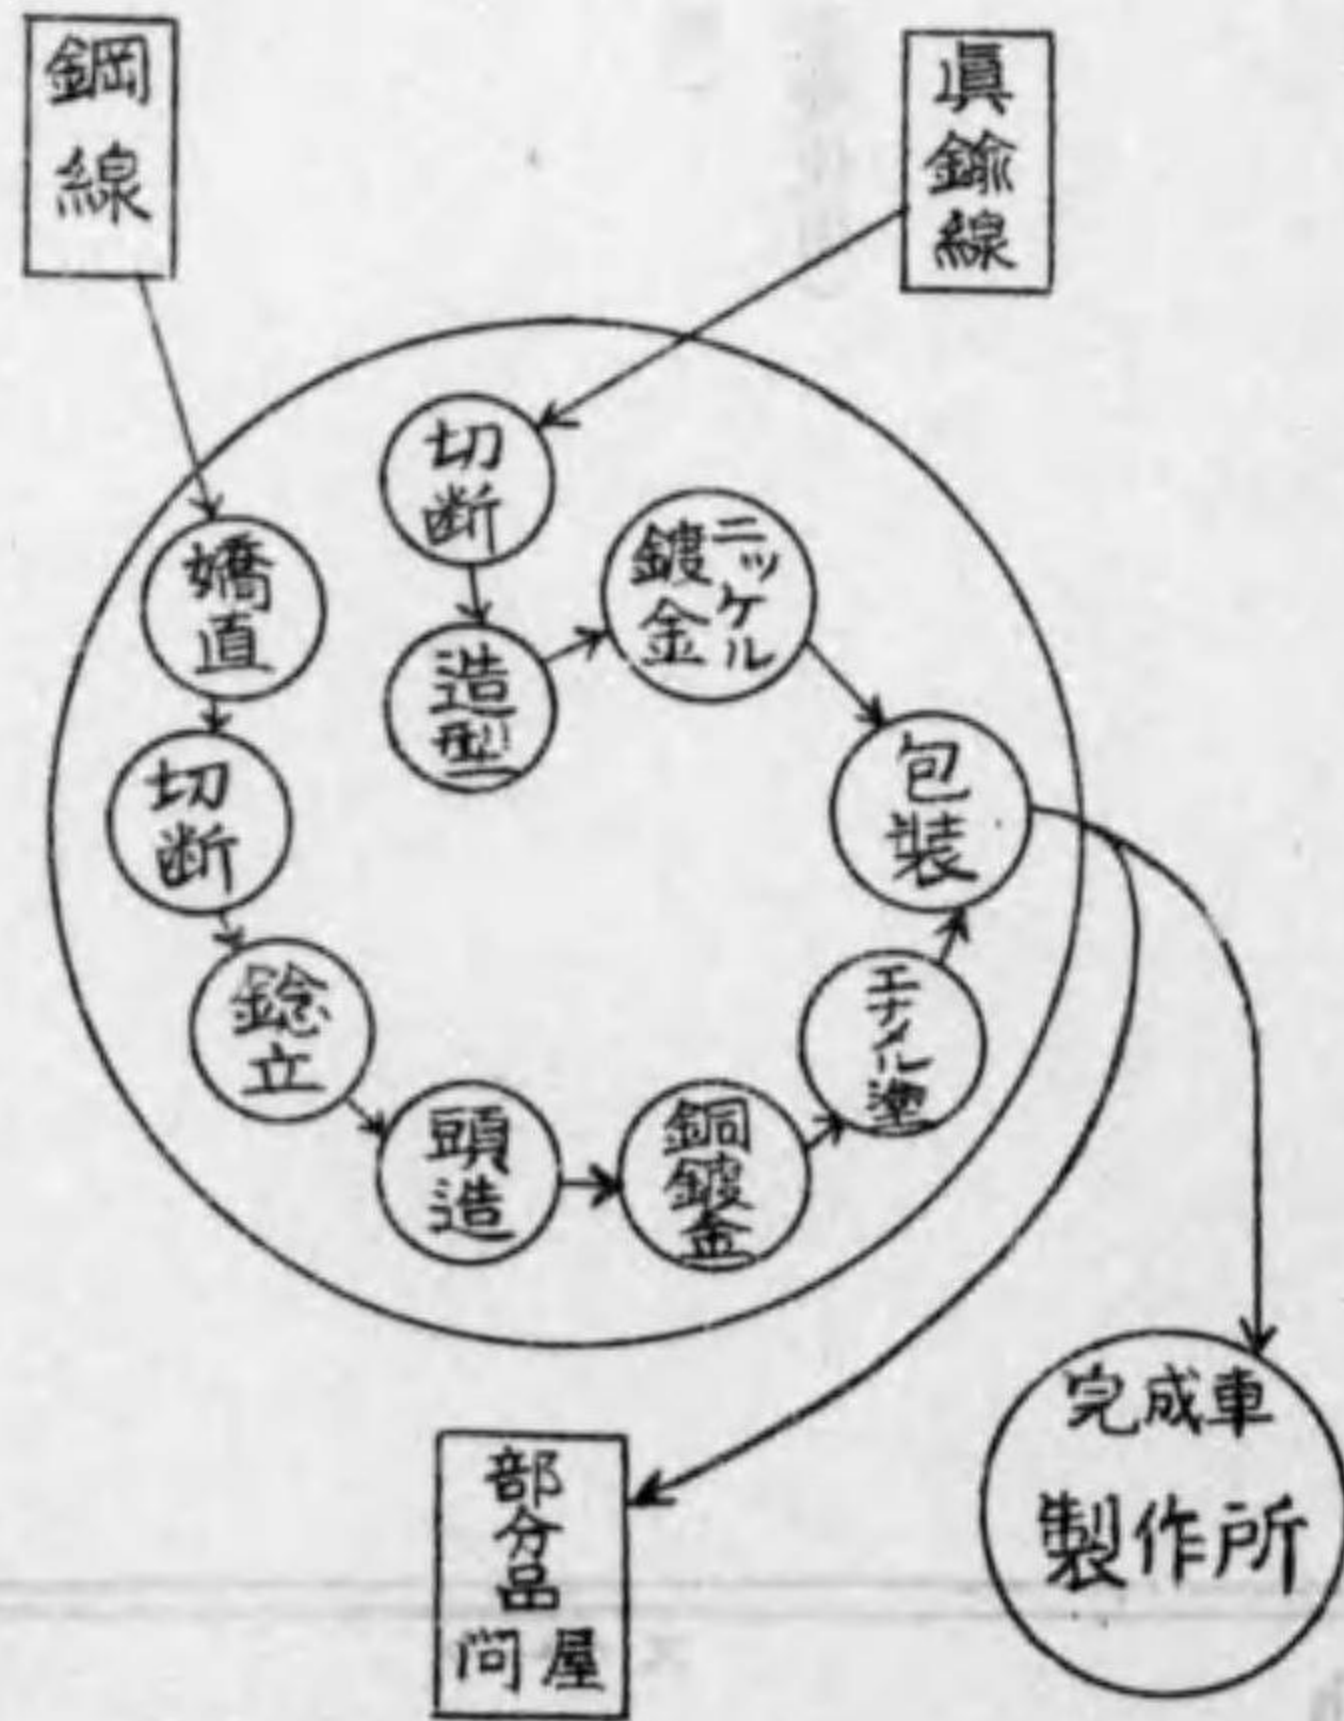 鋼線
眞鍮線
切断
嬌直
ニッケル
鍍金
造型
切断
包装
鋴立
エナメル塗
頭造
銅鍍金
完成車
製作所
部分品
問屋